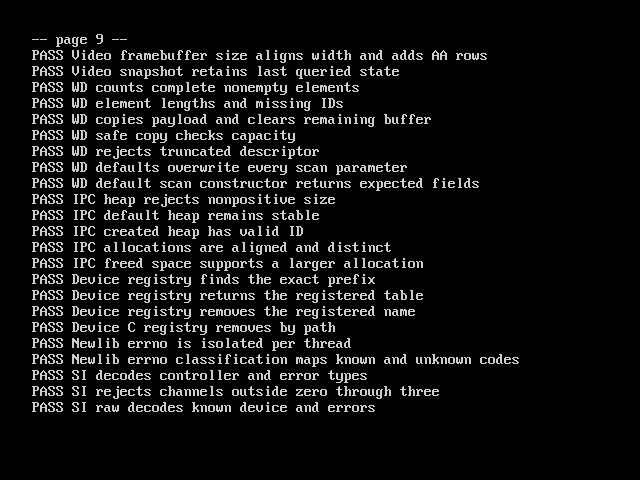 -- page 9 --
PASS Video framebuffer size aligns width and adds AA rows
PASS Video snapshot retains last queried state
PASS WD counts complete nonempty elements
PASS WD element lengths and missing IDs
PASS WD copies payload and clears remaining buffer
PASS WD safe copy checks capacity
PASS WD rejects truncated descriptor
PASS WD defaults overwrite every scan parameter
PASS WD default scan constructor returns expected fields
PASS IPC heap rejects nonpositive size
PASS IPC default heap remains stable
PASS IPC created heap has valid ID
PASS IPC allocations are aligned and distinct
PASS IPC freed space supports a larger allocation
PASS Device registry finds the exact prefix
PASS Device registry returns the registered table
PASS Device registry removes the registered name
PASS Device C registry removes by path
PASS Newlib errno is isolated per thread
PASS Newlib errno classification maps known and unknown codes
PASS SI decodes controller and error types
PASS SI rejects channels outside zero through three
PASS SI raw decodes known device and errors